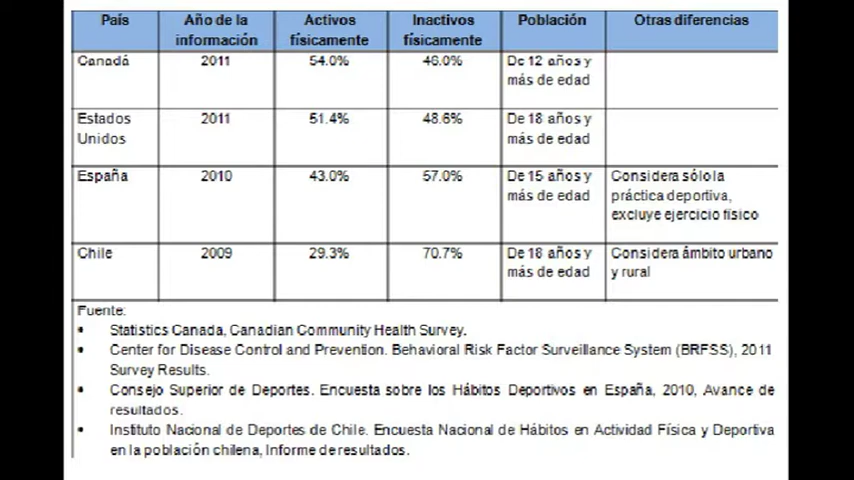 País
Año de la información
Activos físicamente
Inactivos físicamente
Población
Otras diferencias
Canadá
2011
54.0%
46.0%
De 12 años y
más de edad
Estados
Unidos
2011
51.4%
48.6%
De 18 años y
más de edad
España
2010
43.0%
57.0%
De 15 años y
más de edad
Considera sólo la
práctica deportiva,
excluye ejercicio físico
Chile
2009
29.3%
70.7%
De 18 años y
más de edad
Considera ámbito urbano
y rural
Fuente:
• Statistics Canada, Canadian Community Health Survey.
• Center for Disease Control and Prevention. Behavioral Risk Factor Surveillance System (BRFSS), 2011
Survey Results.
• Consejo Superior de Deportes. Encuesta sobre los Hábitos Deportivos en España, 2010, Avance de
resultados.
• Instituto Nacional de Deportes de Chile. Encuesta Nacional de Hábitos en Actividad Física y Deportiva
en la población chilena, Informe de resultados.